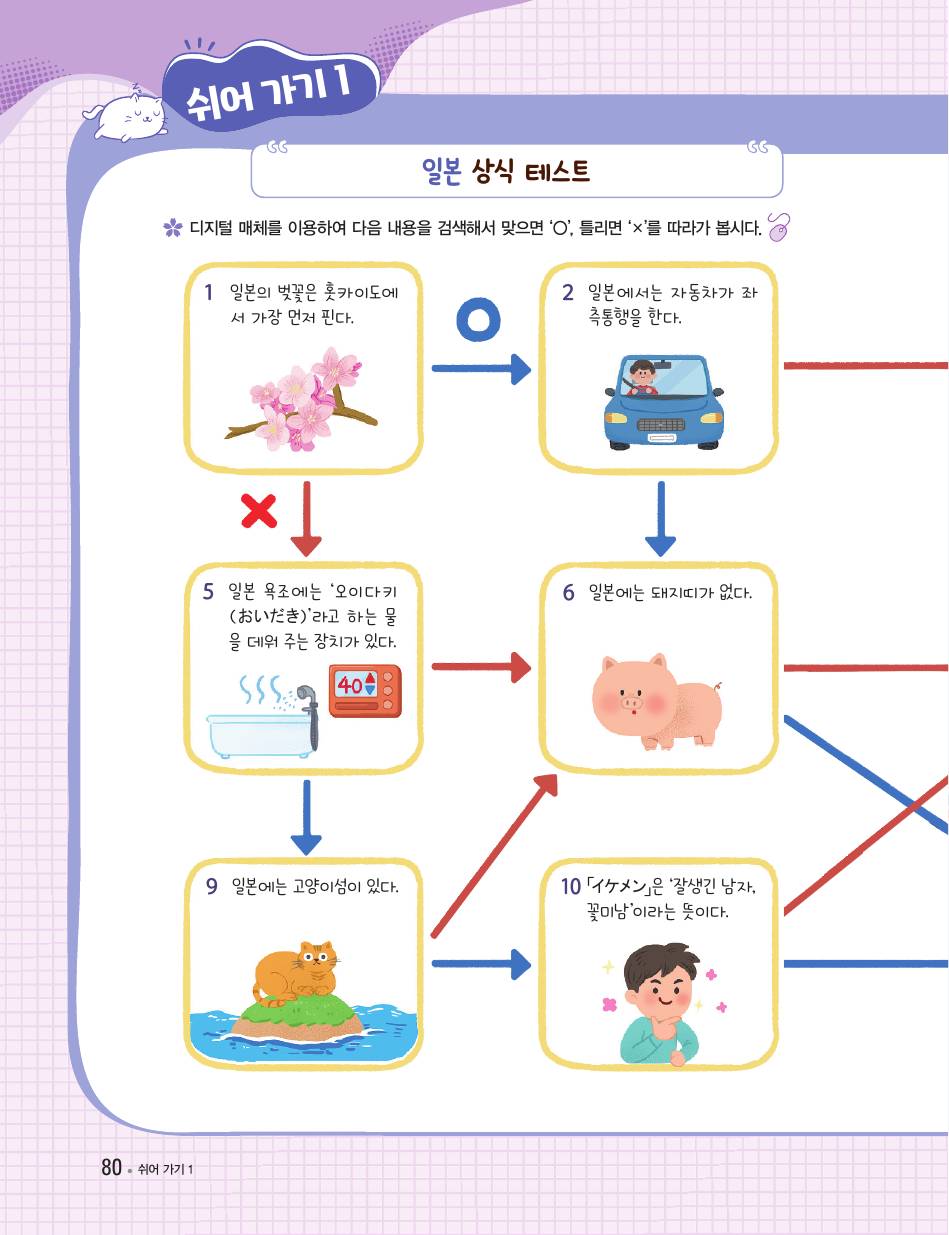 쉬어 가기 1
일본 상식 테스트
디지털 매체를 이용하여 다음 내용을 검색해서 맞으면 ‘○’, 틀리면 ‘×’를 따라가 봅시다.
1 일본의 벚꽃은 홋카이도에
서 가장 먼저 핀다.
2 일본에서는 자동차가 좌
측통행을 한다.
5 일본 욕조에는 ‘오이다키
(おいだき)’라고 하는 물
을 데워 주는 장치가 있다.
40
6 일본에는 돼지띠가 없다.
9 일본에는 고양이섬이 있다.
10 「イケメン」은 ‘잘생긴 남자,
꽃미남’이라는 뜻이다.
80 • 쉬어 가기 1